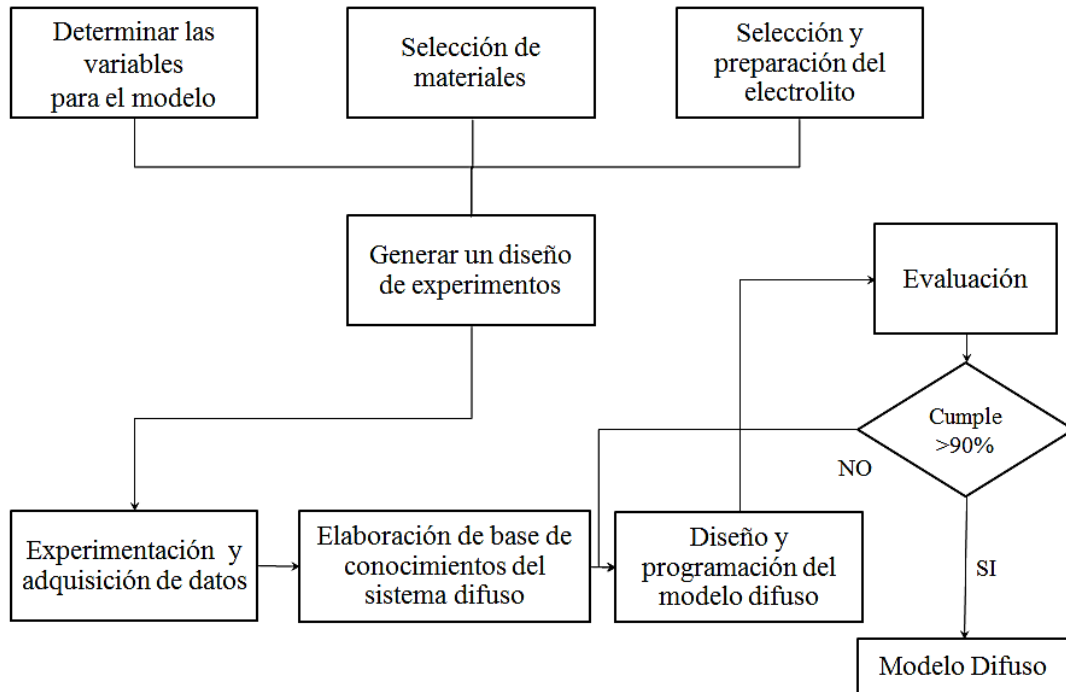 Determinar las
variables
para el modelo
Selección de
materiales
Selección y
preparación del
electrolito
Generar un diseño
de experimentos
Evaluación
Cumple
>90%
NO
SI
Experimentación y
adquisición de datos
Elaboración de base de
conocimientos del
sistema difuso
Diseño y
programación del
modelo difuso
Modelo Difuso